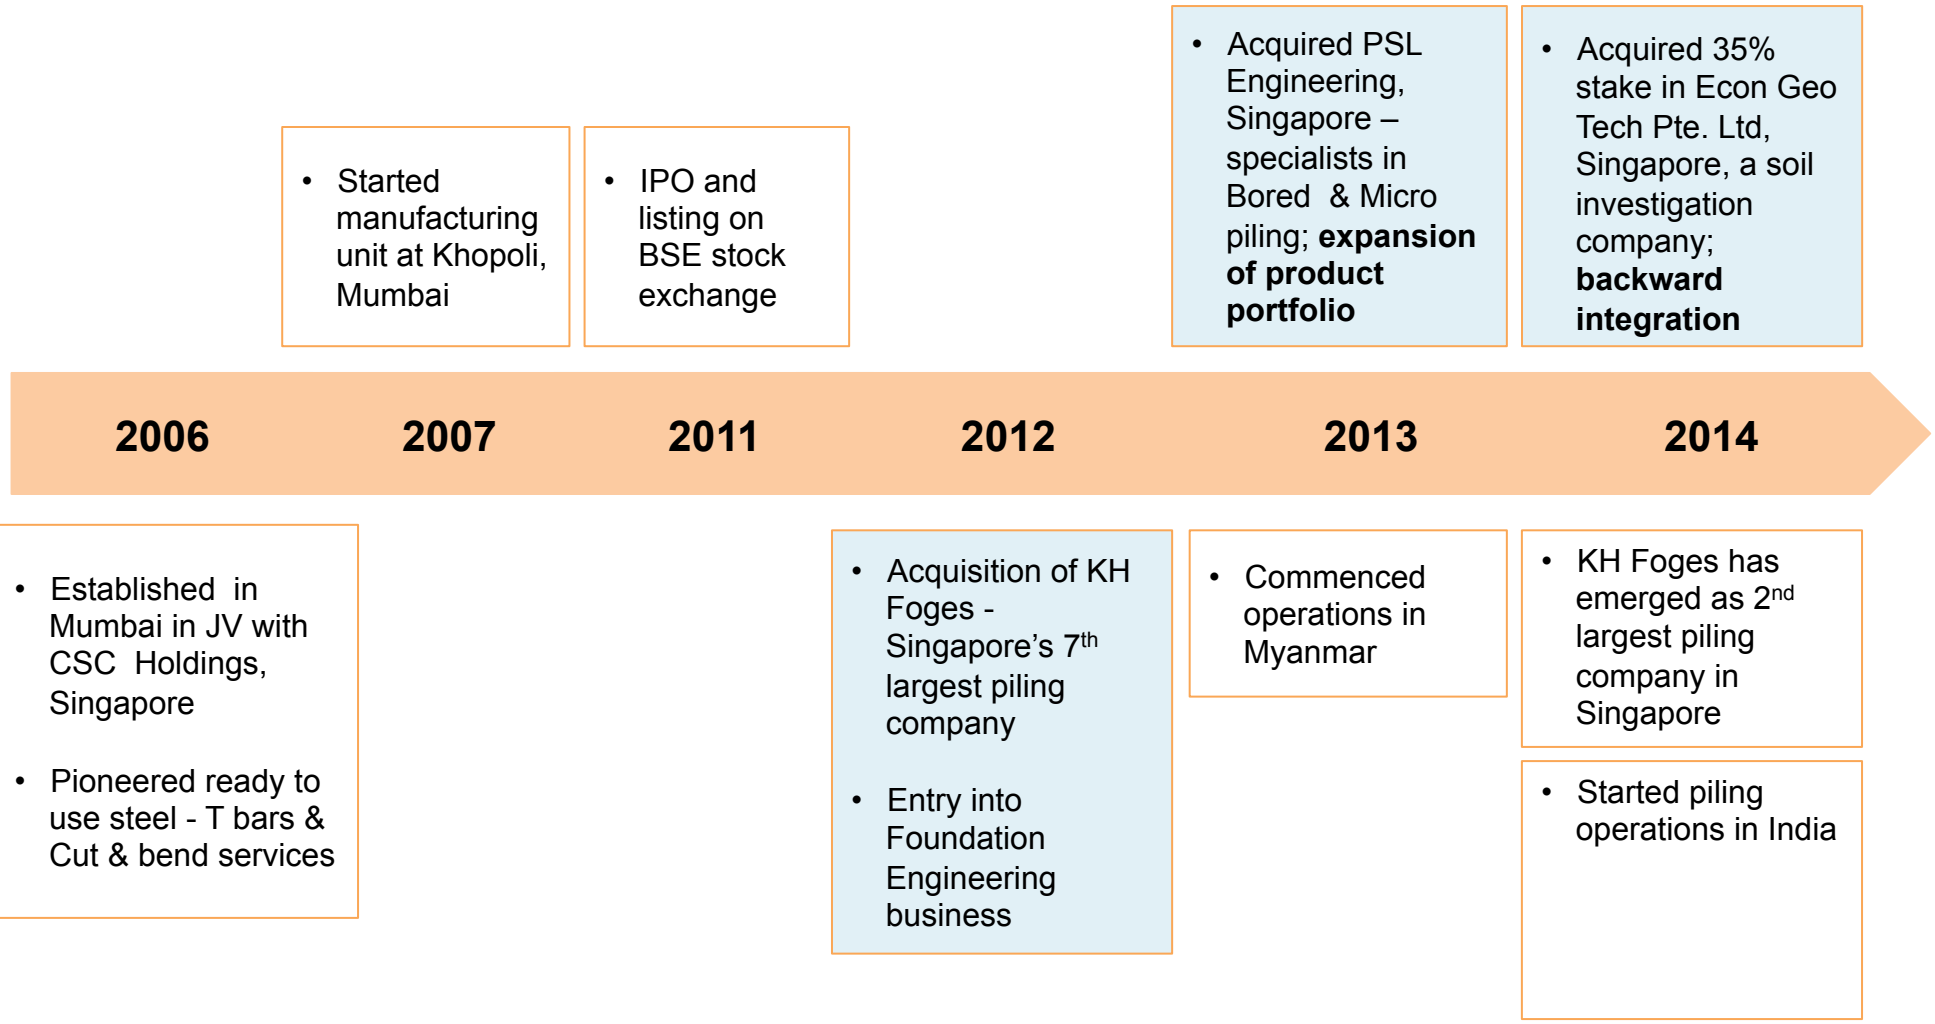 • Started
manufacturing
unit at Khopoli,
Mumbai
• IPO and
listing on
BSE stock
exchange
• Acquired PSL
Engineering,
Singapore –
specialists in
Bored & Micro
piling; expansion
of product
portfolio
• Acquired 35%
stake in Econ Geo
Tech Pte. Ltd,
Singapore, a soil
investigation
company;
backward
integration
2006 2007 2011 2012 2013 2014
• Established in
Mumbai in JV with
CSC Holdings,
Singapore
• Pioneered ready to
use steel - T bars &
Cut & bend services
• Acquisition of KH
Foges -
Singapore’s 7th
largest piling
company
• Entry into
Foundation
Engineering
business
• Commenced
operations in
Myanmar
• KH Foges has
emerged as 2nd
largest piling
company in
Singapore
• Started piling
operations in India